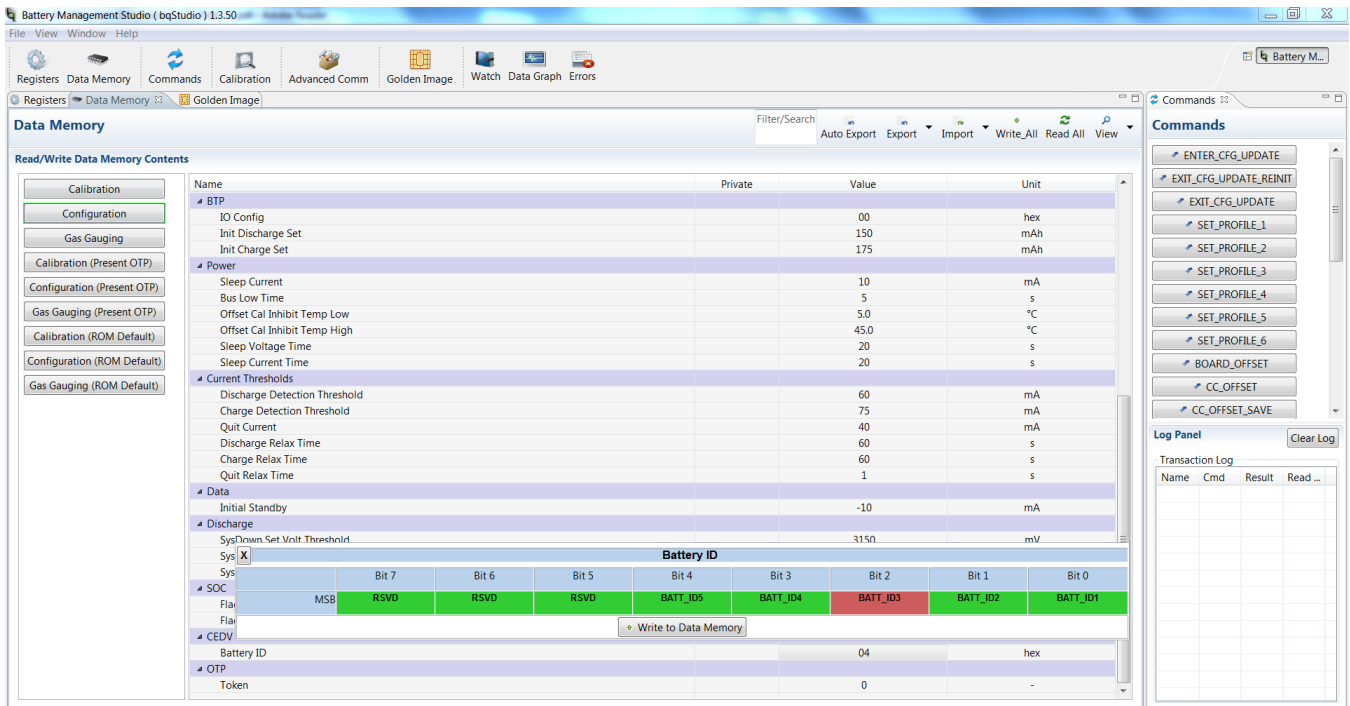 Battery Management Studio ( bqStudio ) 1.3.50
File View Window Help
Registers Data Memory Commands Calibration Advanced Comm Golden Image Watch Data Graph Errors
Battery M...
Registers Data Memory Golden Image
Commands
Data Memory
Filter/Search Auto Export Export Import Write_All Read All View
Commands
Read/Write Data Memory Contents
Calibration
Configuration
Gas Gauging
Calibration (Present OTP)
Configuration (Present OTP)
Gas Gauging (Present OTP)
Calibration (ROM Default)
Configuration (ROM Default)
Gas Gauging (ROM Default)
Name Private Value Unit
BTP
IO Config 00 hex
Init Discharge Set 150 mAh
Init Charge Set 175 mAh
Power
Sleep Current 10 mA
Bus Low Time 5 s
Offset Cal Inhibit Temp Low 5.0 °C
Offset Cal Inhibit Temp High 45.0 °C
Sleep Voltage Time 20 s
Sleep Current Time 20 s
Current Thresholds
Discharge Detection Threshold 60 mA
Charge Detection Threshold 75 mA
Quit Current 40 mA
Discharge Relax Time 60 s
Charge Relax Time 60 s
Quit Relax Time 1 s
Data
Initial Standby -10 mA
Discharge
SysDown Set Volt Threshold 3150 mV
Sys
Sys
SOC
Fla
Fla
X Battery ID
Bit 7 Bit 6 Bit 5 Bit 4 Bit 3 Bit 2 Bit 1 Bit 0
MSB RSVD RSVD RSVD BATT_ID5 BATT_ID4 BATT_ID3 BATT_ID2 BATT_ID1
Write to Data Memory
CEDV
Battery ID 04 hex
OTP
Token 0 -
ENTER_CFG_UPDATE
EXIT_CFG_UPDATE_REINIT
EXIT_CFG_UPDATE
SET_PROFILE_1
SET_PROFILE_2
SET_PROFILE_3
SET_PROFILE_4
SET_PROFILE_5
SET_PROFILE_6
BOARD_OFFSET
CC_OFFSET
CC_OFFSET_SAVE
Log Panel
Clear Log
Transaction Log
Name Cmd Result Read ...